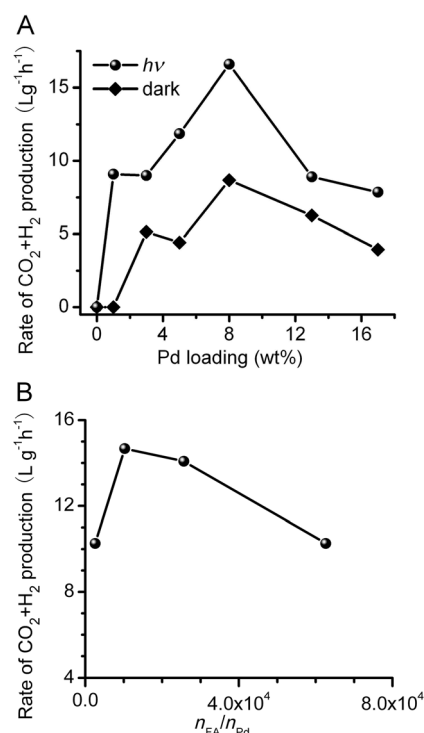 A
Rate of CO₂+H₂ production (Lg⁻¹h⁻¹)
15
10
5
0
hν
dark
0 4 8 12 16
Pd loading (wt%)
B
Rate of CO₂+H₂ production (L g⁻¹h⁻¹)
16
12
8
4
0.0 4.0x10⁴ 8.0x10⁴
n_FA/n_Pd